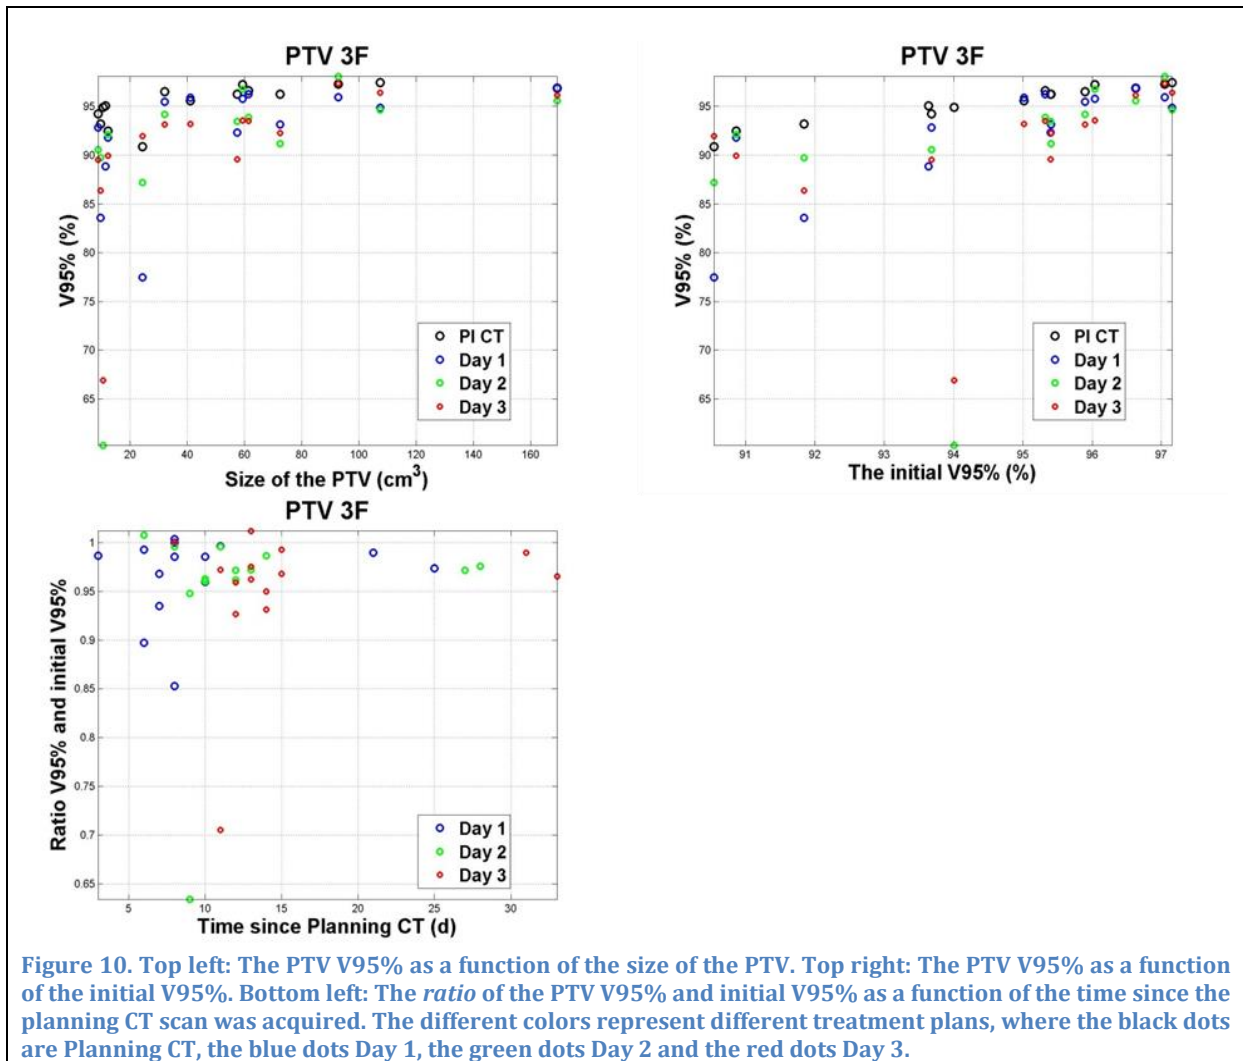 PTV 3F
V95% (%)
95
90
85
80
75
70
65
PI CT
Day 1
Day 2
Day 3
20 40 60 80 100 120 140 160
Size of the PTV (cm³)
PTV 3F
V95% (%)
95
90
85
80
75
70
65
PI CT
Day 1
Day 2
Day 3
91 92 93 94 95 96 97
The initial V95% (%)
PTV 3F
Ratio V95% and initial V95%
1
0.95
0.9
0.85
0.8
0.75
0.7
0.65
Day 1
Day 2
Day 3
5 10 15 20 25 30
Time since Planning CT (d)
Figure 10. Top left: The PTV V95% as a function of the size of the PTV. Top right: The PTV V95% as a function
of the initial V95%. Bottom left: The ratio of the PTV V95% and initial V95% as a function of the time since the
planning CT scan was acquired. The different colors represent different treatment plans, where the black dots
are Planning CT, the blue dots Day 1, the green dots Day 2 and the red dots Day 3.